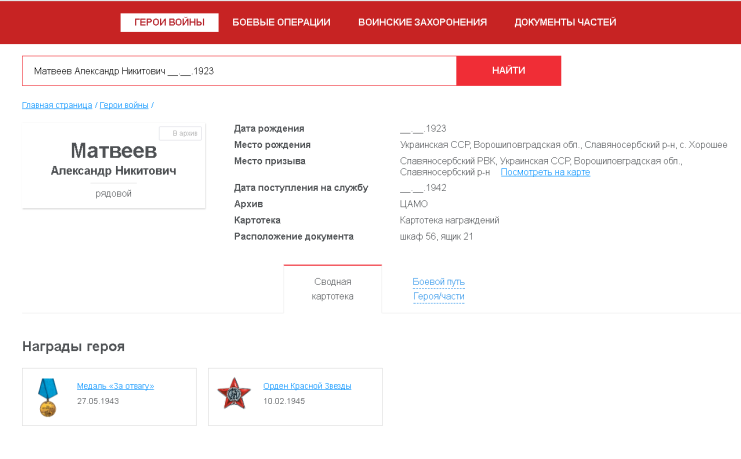 ГЕРОИ ВОЙНЫ БОЕВЫЕ ОПЕРАЦИИ ВОИНСКИЕ ЗАХОРОНЕНИЯ ДОКУМЕНТЫ ЧАСТЕЙ
Матвеев Александр Никитович __.__.1923 НАЙТИ
Главная страница / Герои войны /
В архив
Матвеев
Александр Никитович
рядовой
Дата рождения __.__.1923
Место рождения Украинская ССР, Ворошиловградская обл., Славяносербский р-н, с. Хорошее
Место призыва Славяносербский РВК, Украинская ССР, Ворошиловградская обл.,
Славяносербский р-н Посмотреть на карте
Дата поступления на службу __.__.1942
Архив ЦАМО
Картотека Картотека награждений
Расположение документа шкаф 56, ящик 21
Сводная
картотека
Боевой путь
Героя/части
Награды героя
Медаль «За отвагу»
27.05.1943
Орден Красной Звезды
10.02.1945